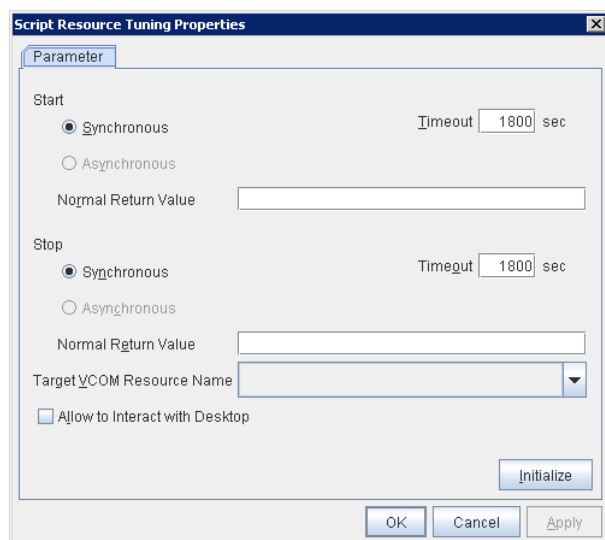 Script Resource Tuning Properties
Parameter
Start
Synchronous
Timeout 1800 sec
Asynchronous
Normal Return Value
Stop
Synchronous
Timeout 1800 sec
Asynchronous
Normal Return Value
Target VCOM Resource Name
Allow to Interact with Desktop
Initialize
OK Cancel Apply